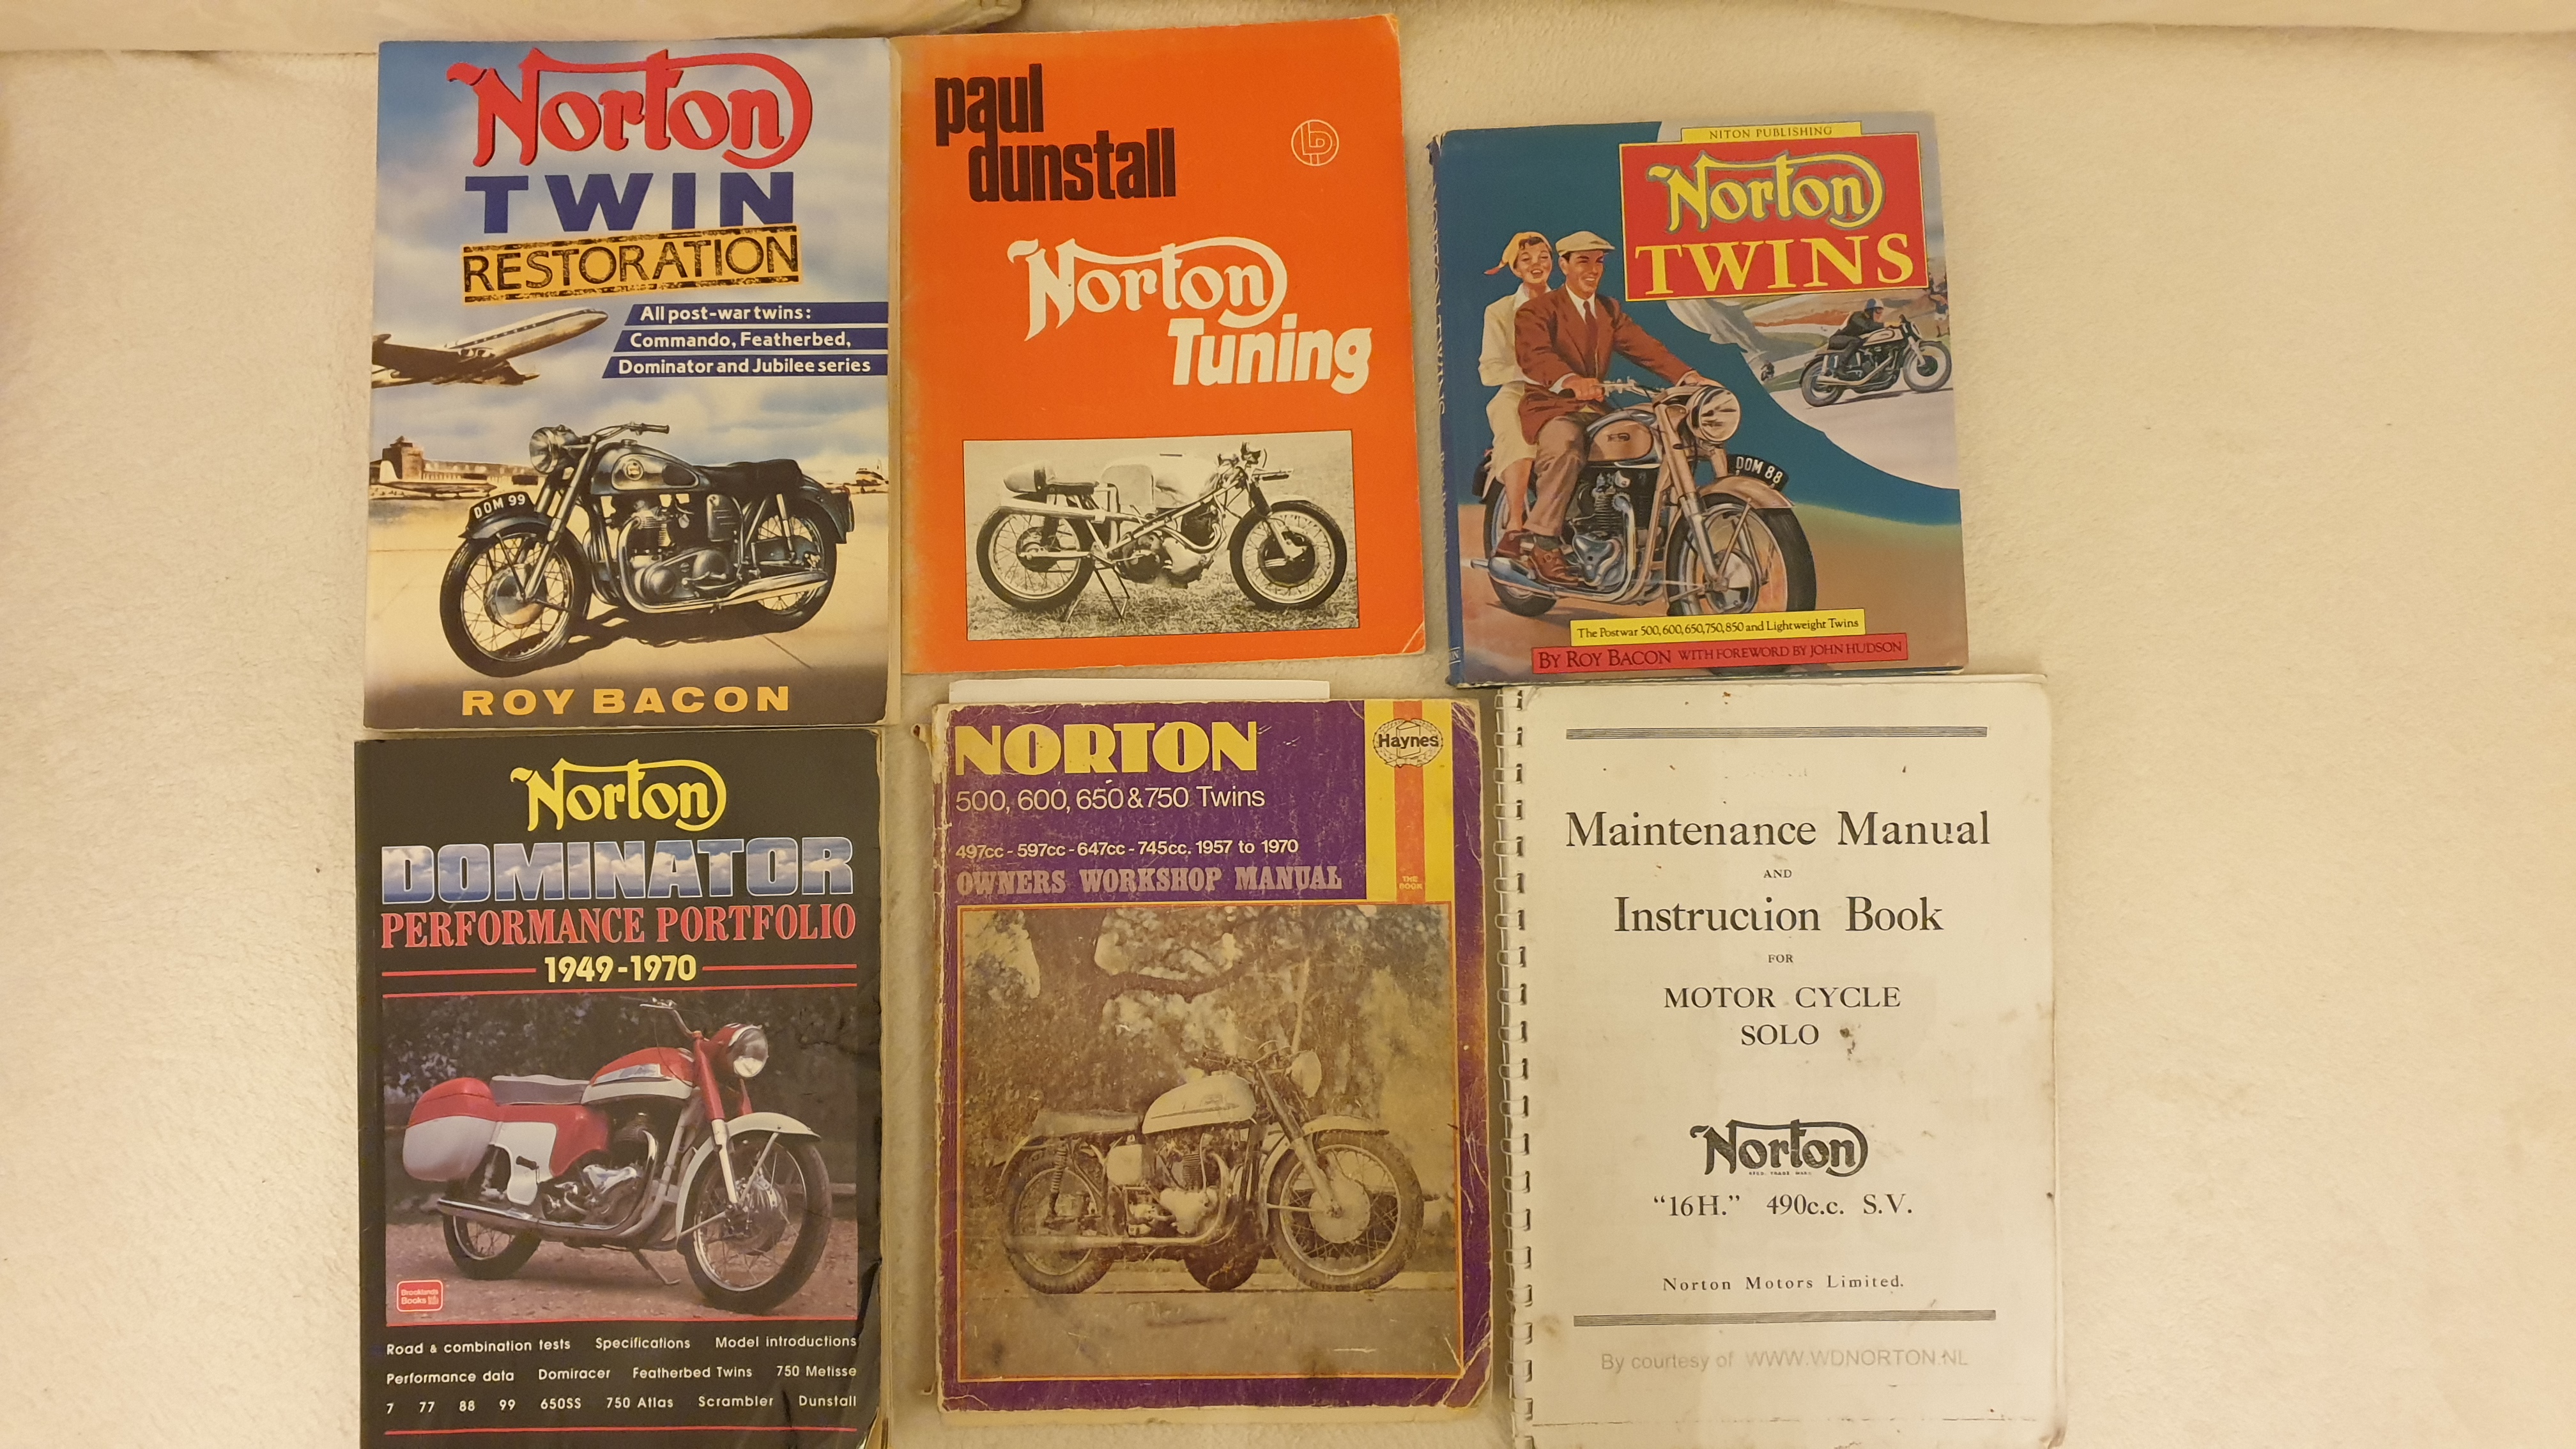 Norton
TWIN
RESTORATION
All post-war twins:
Commando, Featherbed,
Dominator and Jubilee series
DOM 99
ROY BACON
paul
dunstall
Norton
Tuning
NITON PUBLISHING
Norton
TWINS
DOM 88
The Postwar 500, 600, 650, 750, 850 and Lightweight Twins
BY ROY BACON WITH FOREWORD BY JOHN HUDSON
Norton
DOMINATOR
PERFORMANCE PORTFOLIO
1949-1970
Brooklands
Books
Road & combination tests Specifications Model introductions
Performance data Domiracer Featherbed Twins 750 Metisse
7 77 88 99 650SS 750 Atlas Scrambler Dunstall
NORTON
Haynes
500, 600, 650 & 750 Twins
497cc - 597cc - 647cc - 745cc. 1957 to 1970
OWNERS WORKSHOP MANUAL
THE
BOOK
Maintenance Manual
AND
Instruction Book
FOR
MOTOR CYCLE
SOLO
Norton
"16H." 490c.c. S.V.
Norton Motors Limited.
By courtesy of WWW.WDNORTON.NL